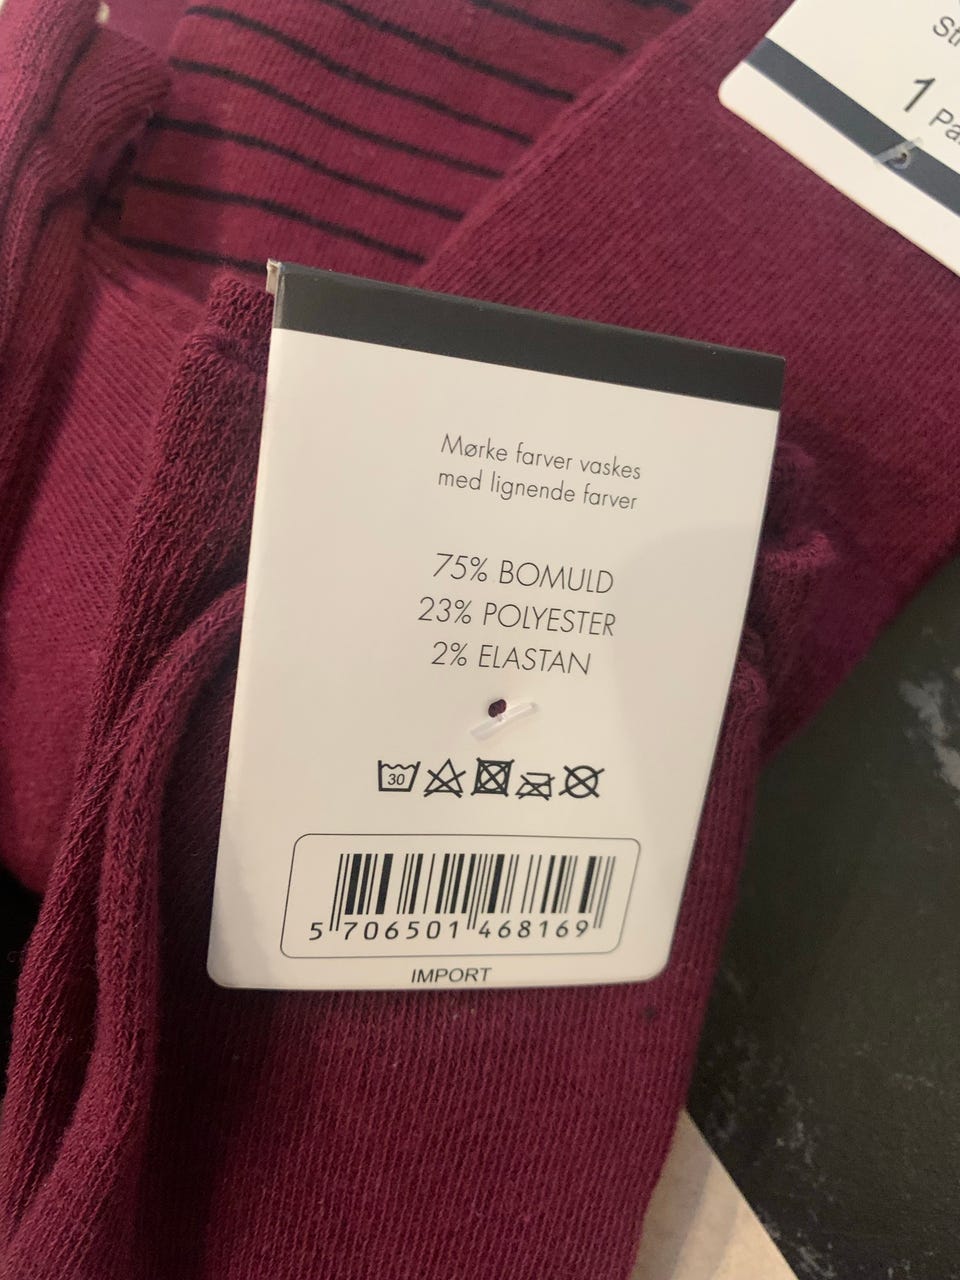 1
Mørke farver vaskes
med lignende farver
75% BOMULD
23% POLYESTER
2% ELASTAN
30
5 706501 468169
IMPORT